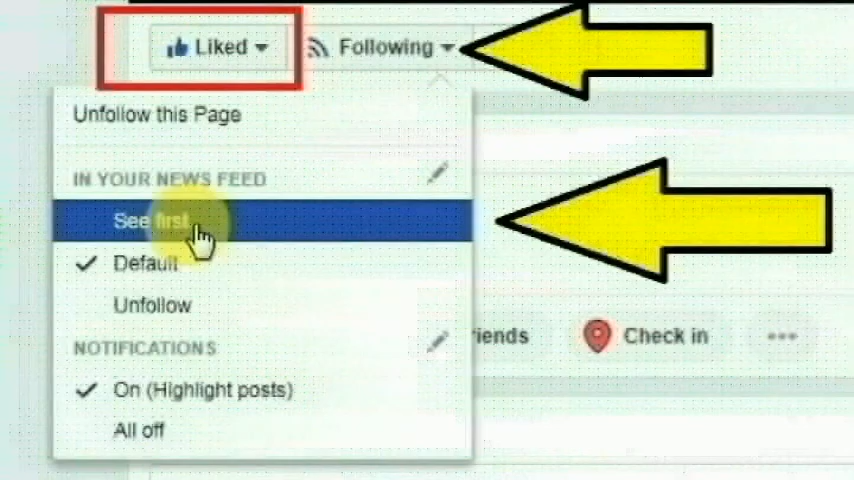 Liked Following
Unfollow this Page
IN YOUR NEWS FEED
See first
Default
Unfollow
riends Check in
NOTIFICATIONS
On (Highlight posts)
All off